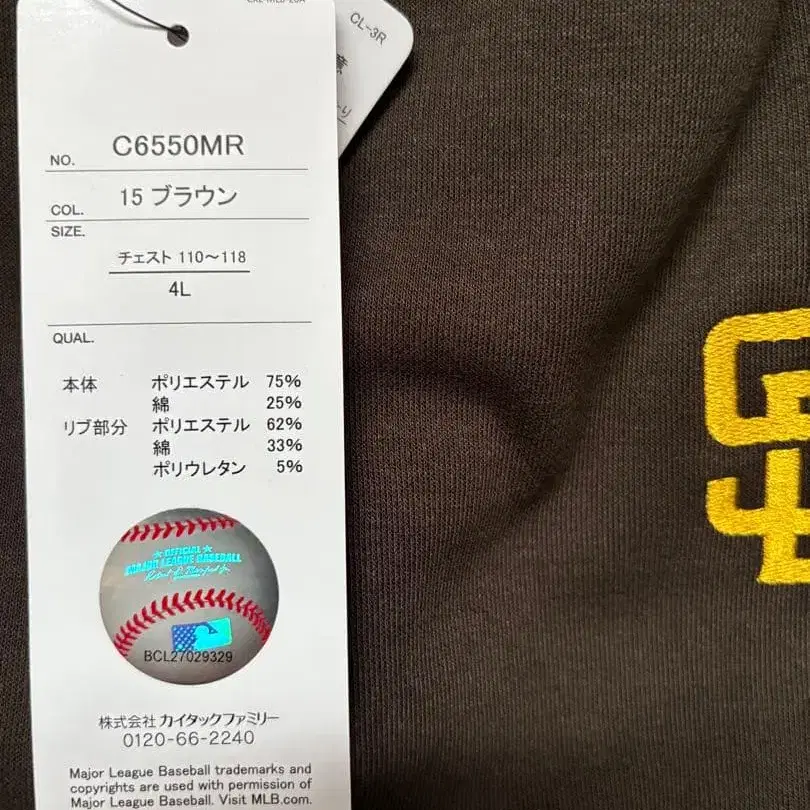 CL-3R
NO. C6550MR
COL. 15 ブラウン
SIZE.
チェスト 110〜118
4L
QUAL.
本体 ポリエステル 75%
綿 25%
リブ部分 ポリエステル 62%
綿 33%
ポリウレタン 5%
★ OFFICIAL ★
MAJOR LEAGUE BASEBALL
BCL27029329
株式会社 カイタックファミリー
0120-66-2240
Major League Baseball trademarks and
copyrights are used with permission of
Major League Baseball. Visit MLB.com.